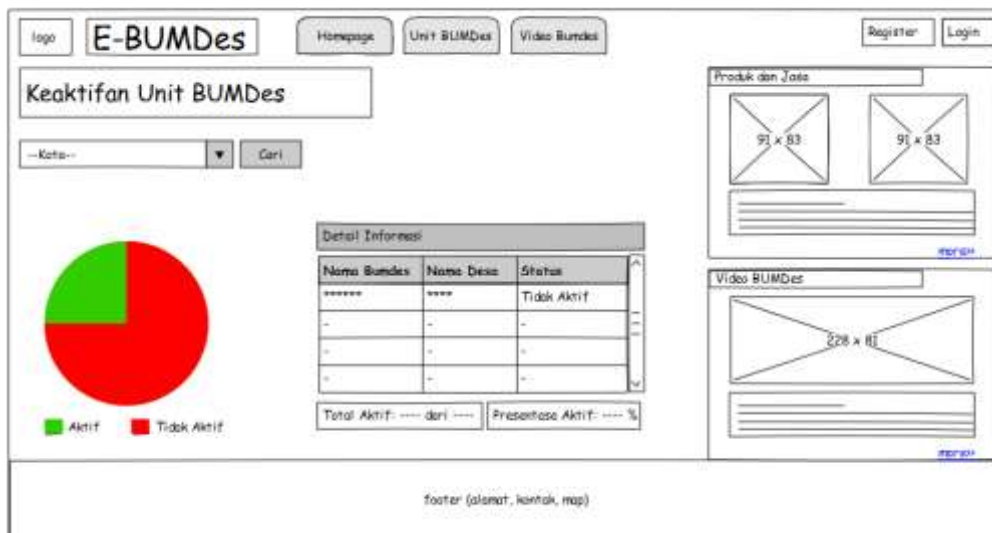 logo
E-BUMDes
Homepage
Unit BUMDes
Video Bumdes
Register
Login
Keaktifan Unit BUMDes
--Kota--
Cari
Produk dan Jasa
91 x 83
91 x 83
more>>
Detail Informasi
Nama Bumdes Nama Desa Status
****** **** Tidak Aktif
- - -
- - -
- - -
Total Aktif: ---- dari ----
Presentase Aktif: ---- %
Aktif
Tidak Aktif
Video BUMDes
228 x 81
more>>
footer (alamat, kontak, map)